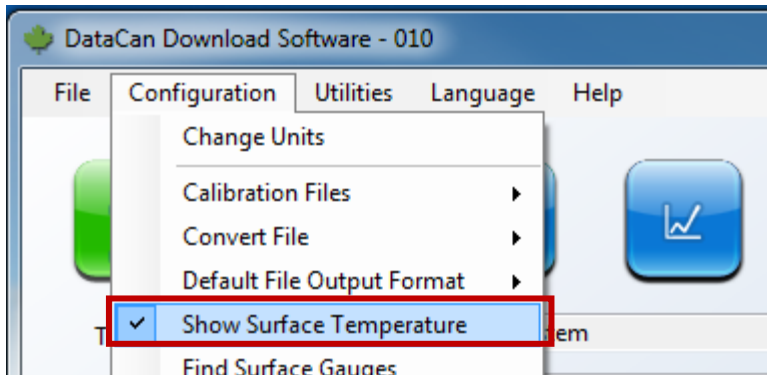 DataCan Download Software - 010
File Configuration Utilities Language Help
Change Units
Calibration Files
Convert File
Default File Output Format
Show Surface Temperature
T
em
Find Surface Gauges